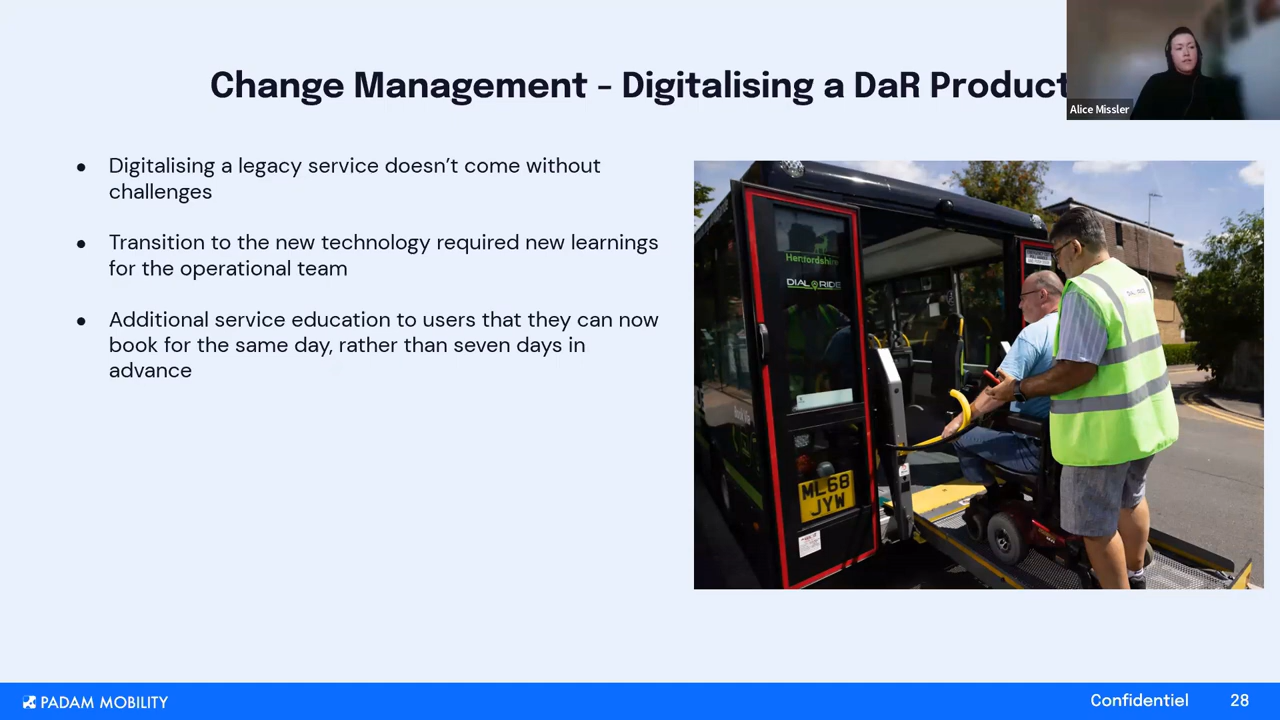 Change Management – Digitalising a DaR Product
Alice Missler
● Digitalising a legacy service doesn’t come without
challenges
● Transition to the new technology required new learnings
for the operational team
● Additional service education to users that they can now
book for the same day, rather than seven days in
advance
Hertfordshire
DIAL A RIDE
ML68
JYW
PADAM MOBILITY
Confidentiel
28